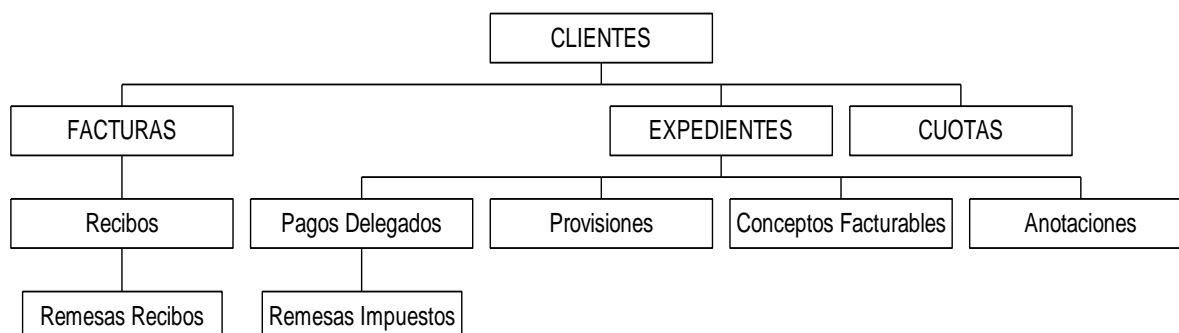 CLIENTES
FACTURAS
EXPEDIENTES
CUOTAS
Recibos
Pagos Delegados
Provisiones
Conceptos Facturables
Anotaciones
Remesas Recibos
Remesas Impuestos